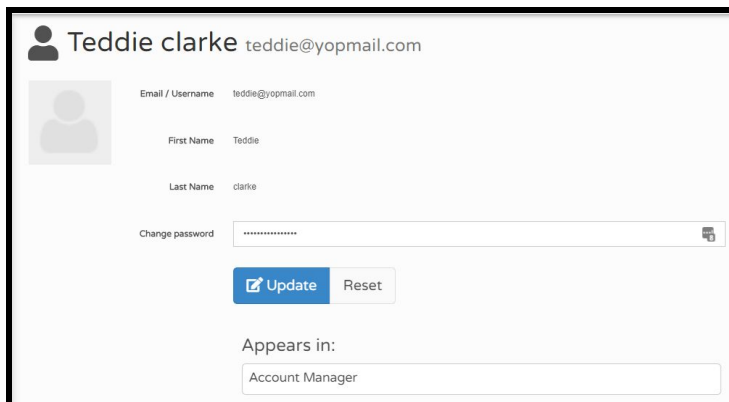 Teddie clarke teddie@yopmail.com
Email / Username teddie@yopmail.com
First Name Teddie
Last Name clarke
Change password ••••••••••••••••
Update Reset
Appears in:
Account Manager